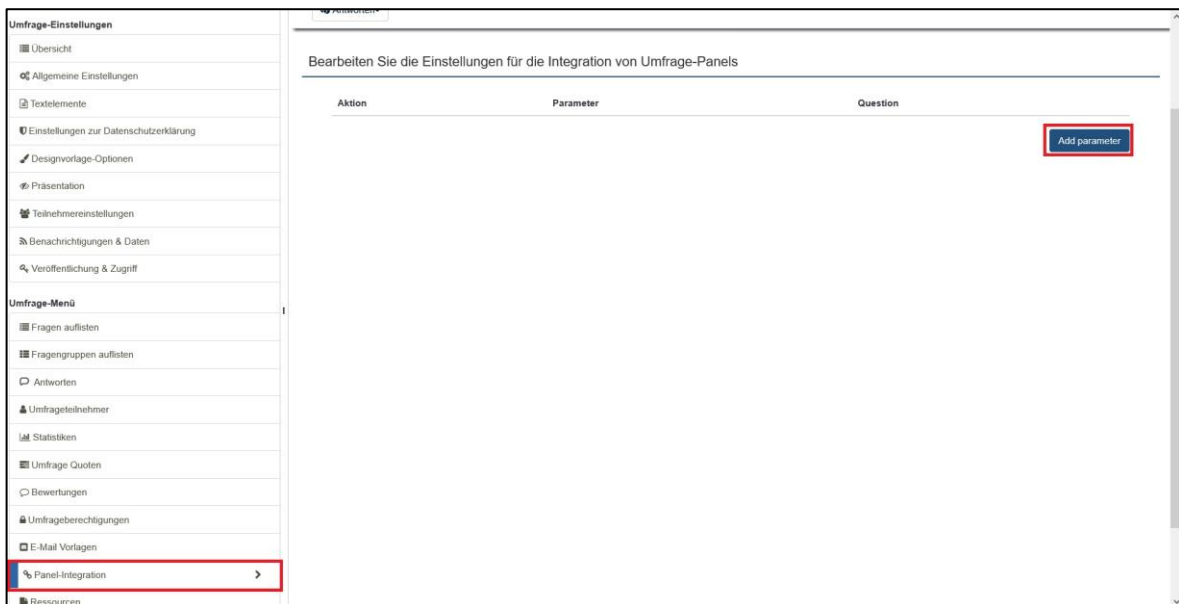 Umfrage-Einstellungen
Übersicht
Allgemeine Einstellungen
Textelemente
Einstellungen zur Datenschutzerklärung
Designvorlage-Optionen
Präsentation
Teilnehmereinstellungen
Benachrichtigungen & Daten
Veröffentlichung & Zugriff
Umfrage-Menü
Fragen auflisten
Fragengruppen auflisten
Antworten
Umfrageteilnehmer
Statistiken
Umfrage Quoten
Bewertungen
Umfrageberechtigungen
E-Mail Vorlagen
Panel-Integration
Ressourcen
Antworten
Bearbeiten Sie die Einstellungen für die Integration von Umfrage-Panels
Aktion Parameter Question
Add parameter